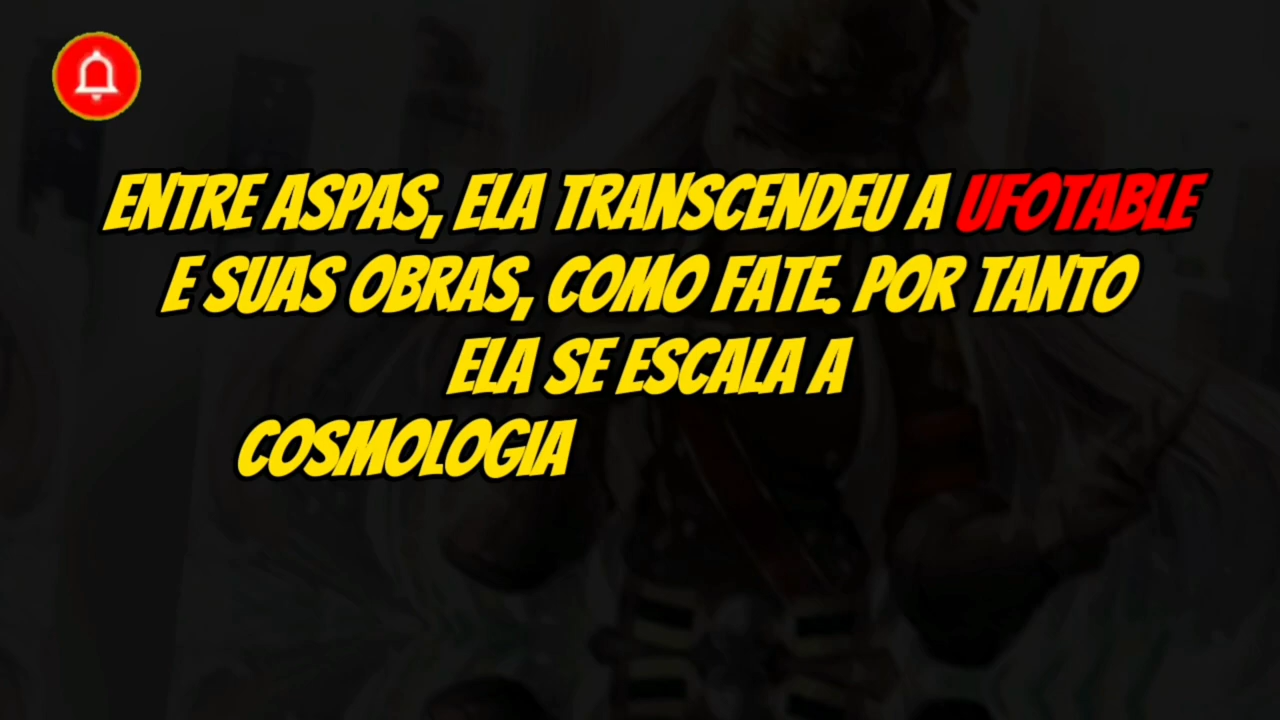 ENTRE ASPAS, ELA TRANSCENDEU A UFOTABLE
E SUAS OBRAS, COMO FATE. POR TANTO
ELA SE ESCALA A
COSMOLOGIA